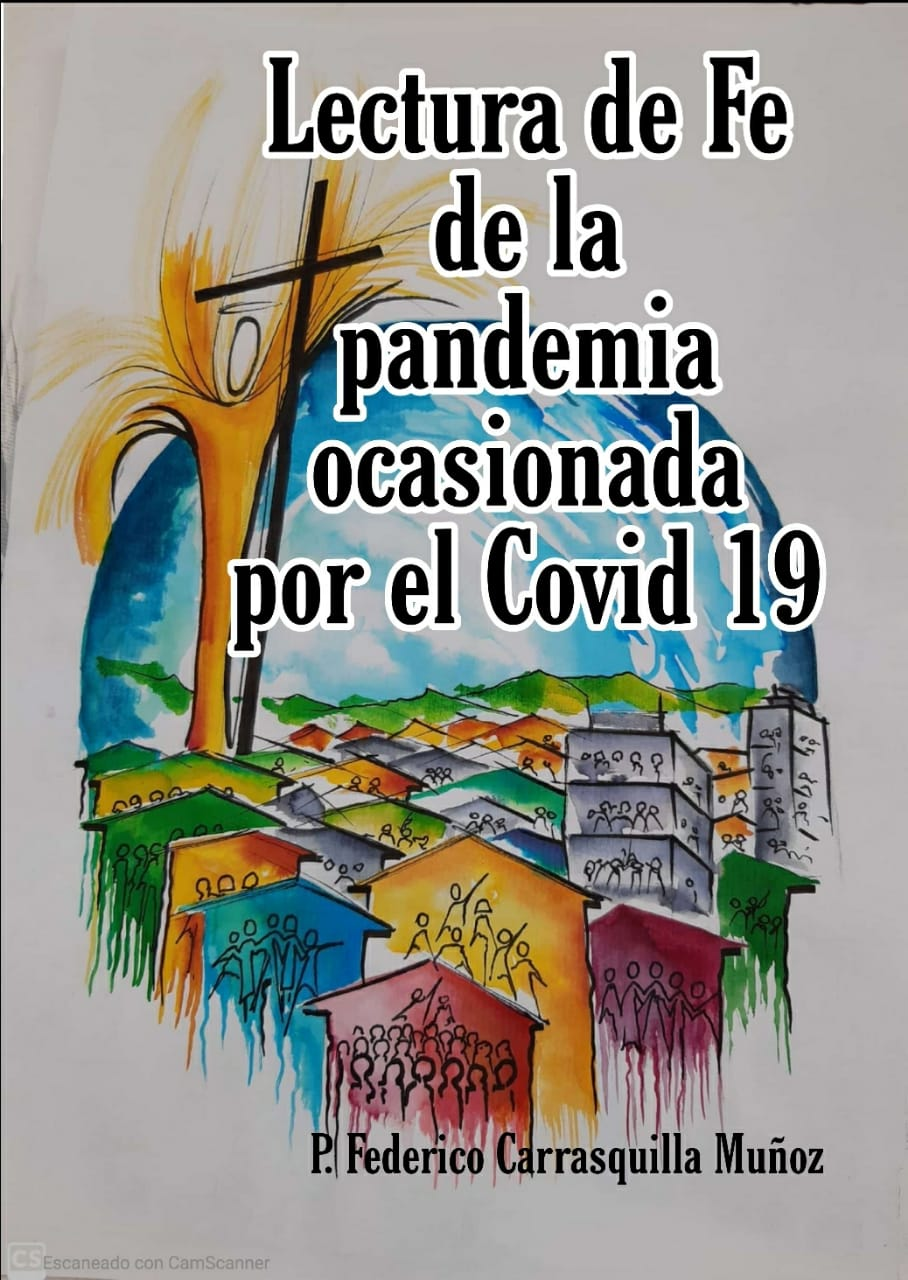 Lectura de Fe
de la
pandemia
ocasionada
por el Covid 19
P. Federico Carrasquilla Muñoz
CS Escaneado con CamScanner